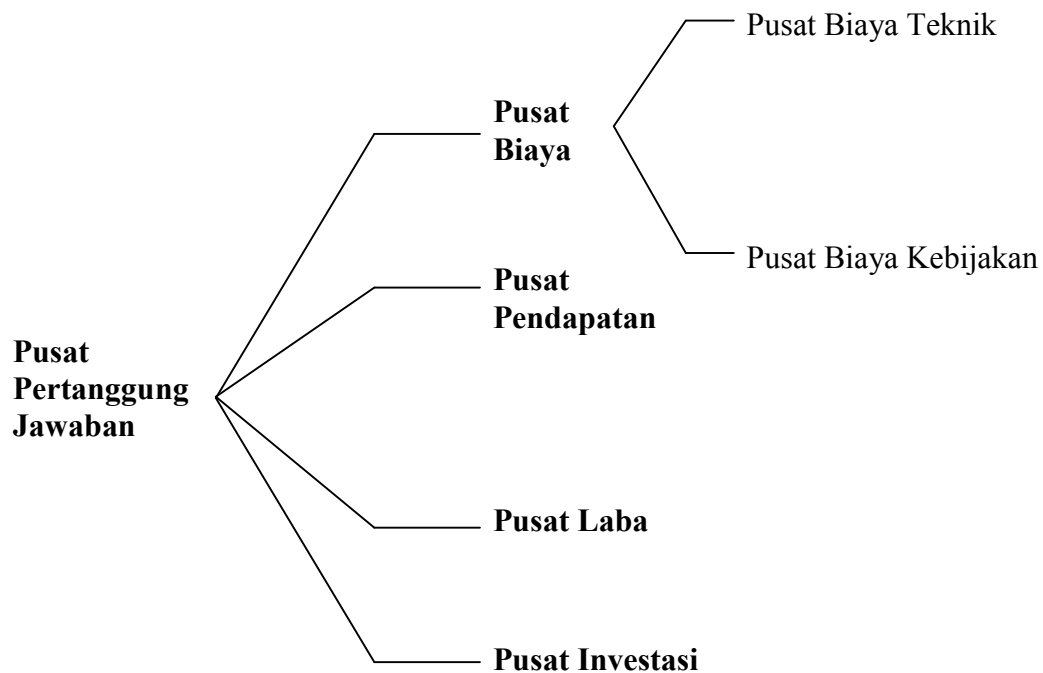 Pusat Biaya Teknik
Pusat
Biaya
Pusat Biaya Kebijakan
Pusat
Pendapatan
Pusat
Pertanggung
Jawaban
Pusat Laba
Pusat Investasi